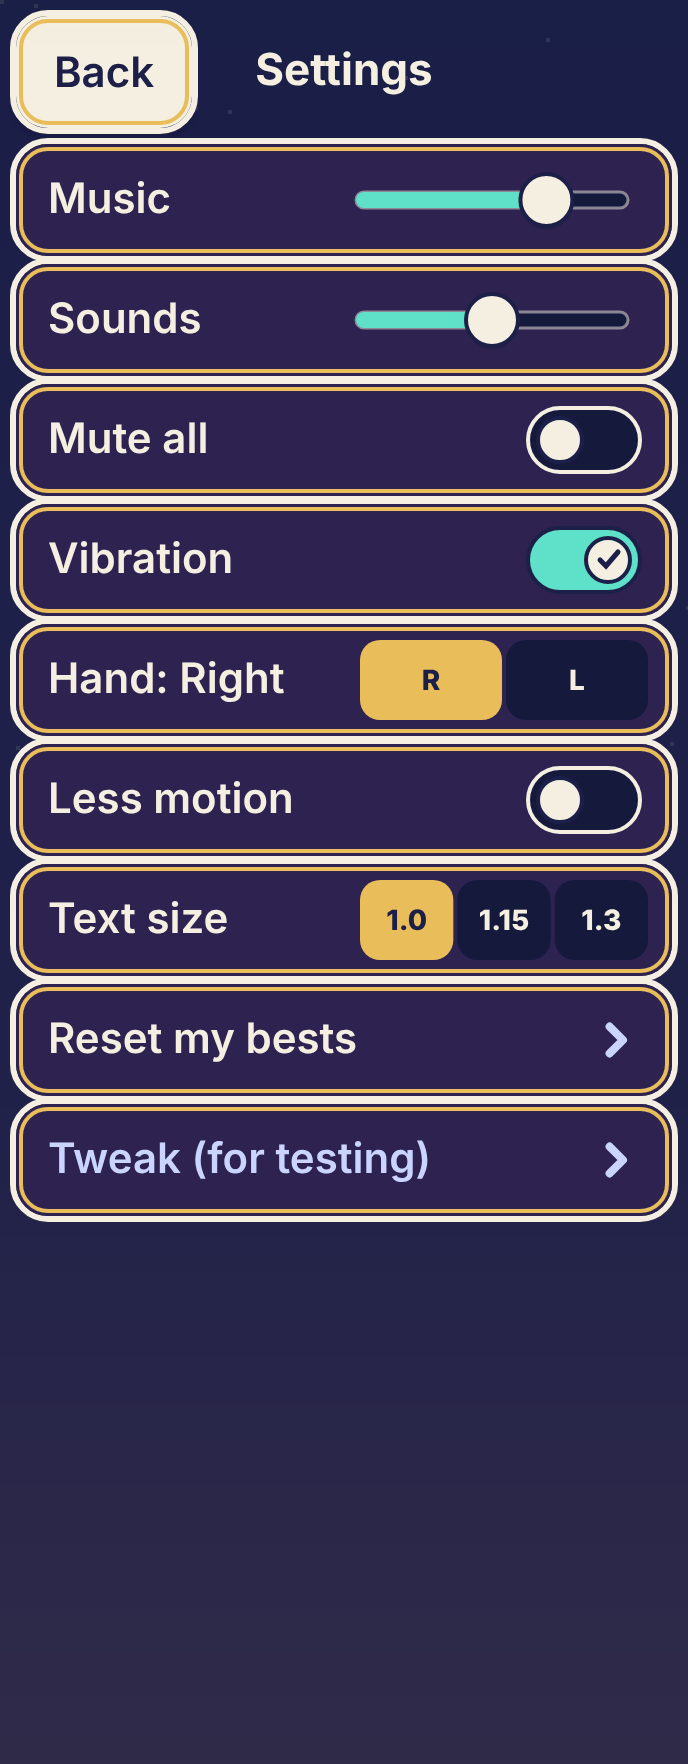 Back
Settings
Music
Sounds
Mute all
Vibration
Hand: Right
R
L
Less motion
Text size
1.0
1.15
1.3
Reset my bests
Tweak (for testing)